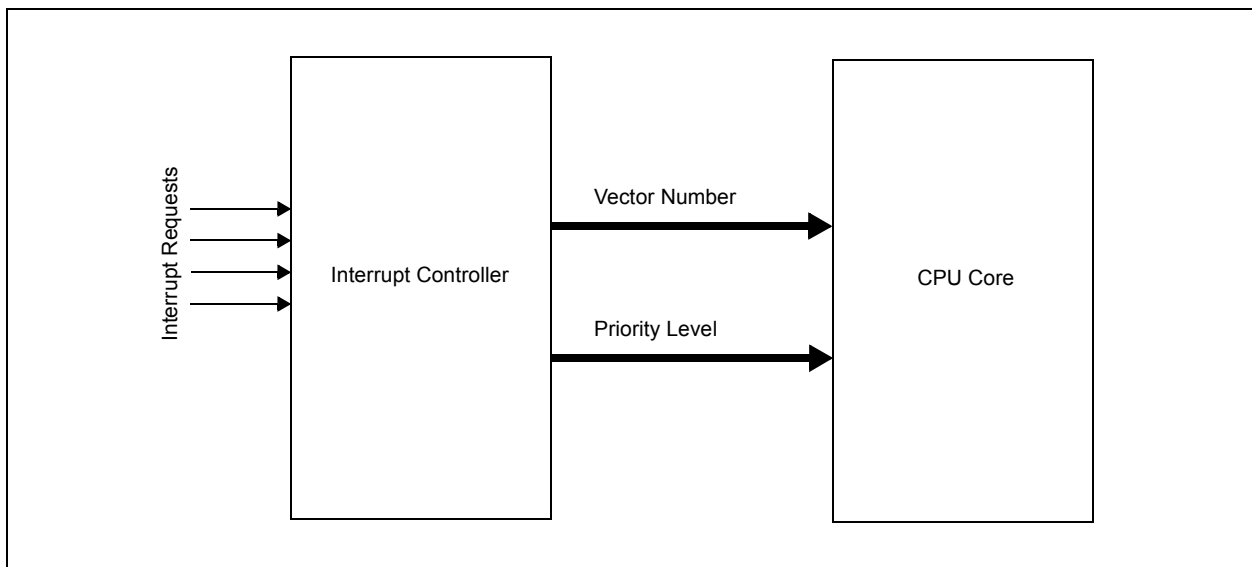 Interrupt Requests
Interrupt Controller
Vector Number
Priority Level
CPU Core